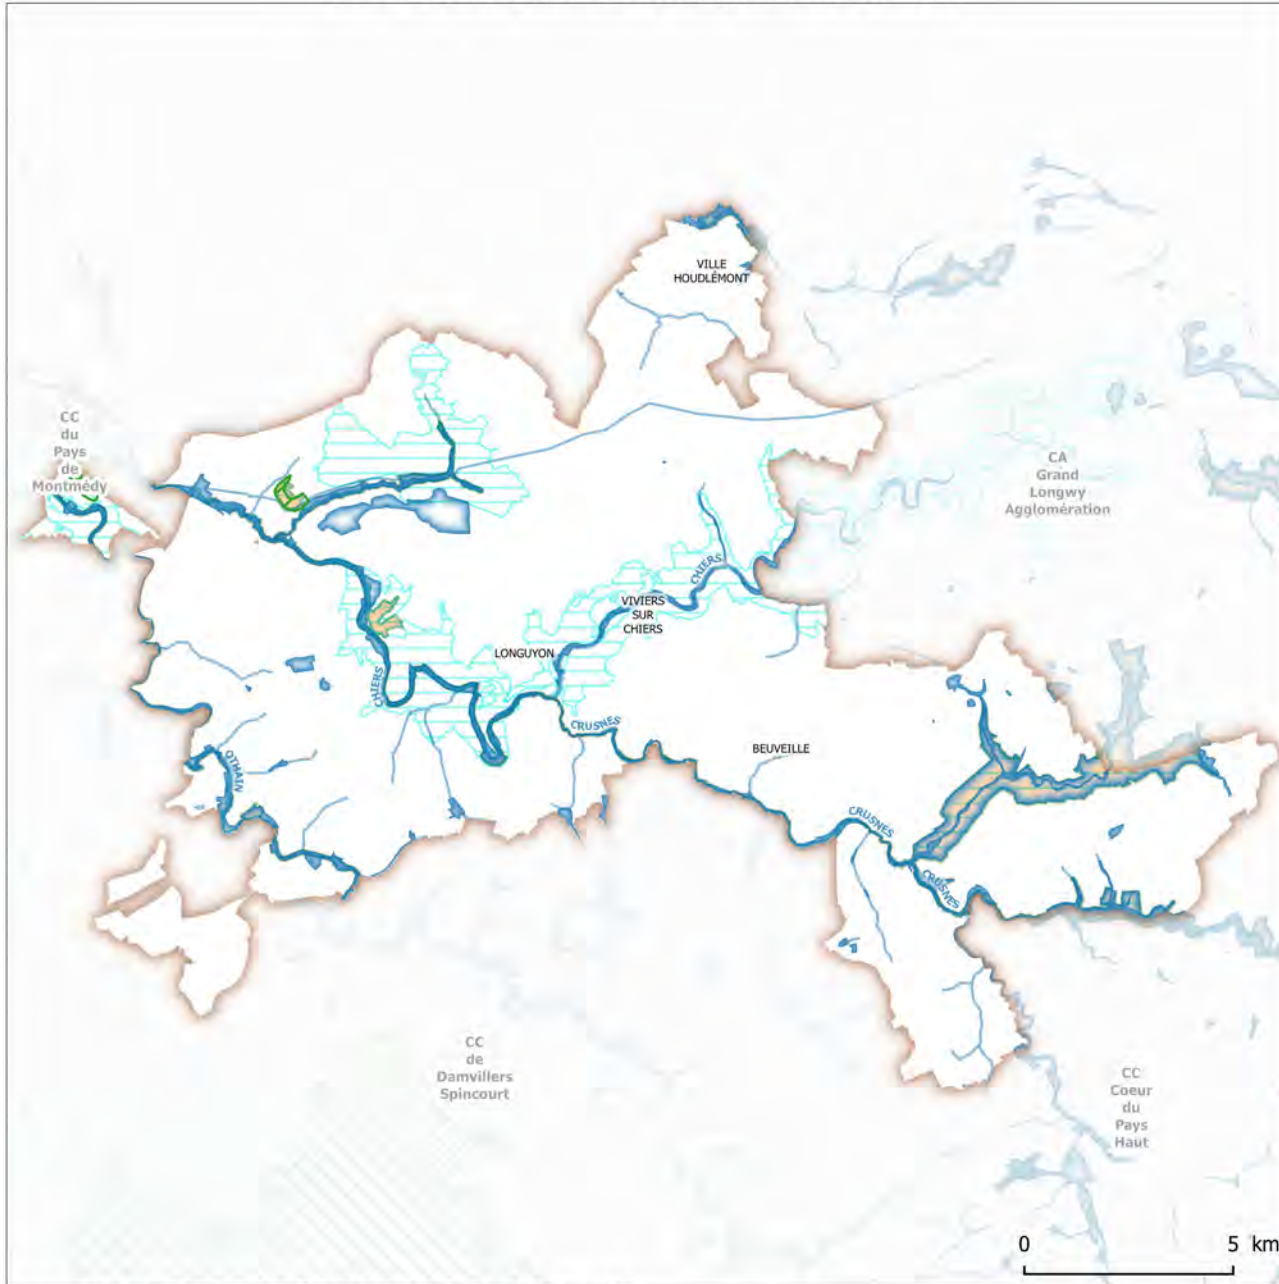 VILLE
HOUDLÉMONT
CC
du
Pays
de
Montmédy
CA
Grand
Longwy
Agglomération
CHIERS
VIVIERS
SUR
CHIERS
LONGUYON
CHIERS
CRUSNES
BEUVEILLE
OTHAIN
CRUSNES
CRUSNES
CC
de
Damvillers
Spincourt
CC
Coeur
du
Pays
Haut
0 5 km